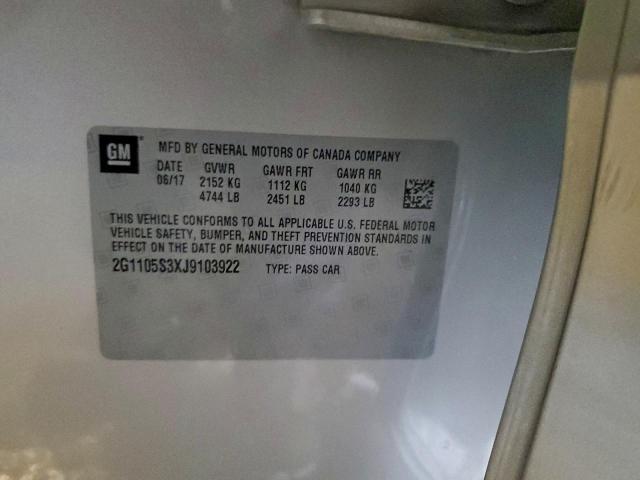 GM
MFD BY GENERAL MOTORS OF CANADA COMPANY
DATE GVWR GAWR FRT GAWR RR
06/17 2152 KG 1112 KG 1040 KG
4744 LB 2451 LB 2293 LB
THIS VEHICLE CONFORMS TO ALL APPLICABLE U.S. FEDERAL MOTOR
VEHICLE SAFETY, BUMPER, AND THEFT PREVENTION STANDARDS IN
EFFECT ON THE DATE OF MANUFACTURE SHOWN ABOVE.
2G1105S3XJ9103922 TYPE: PASS CAR